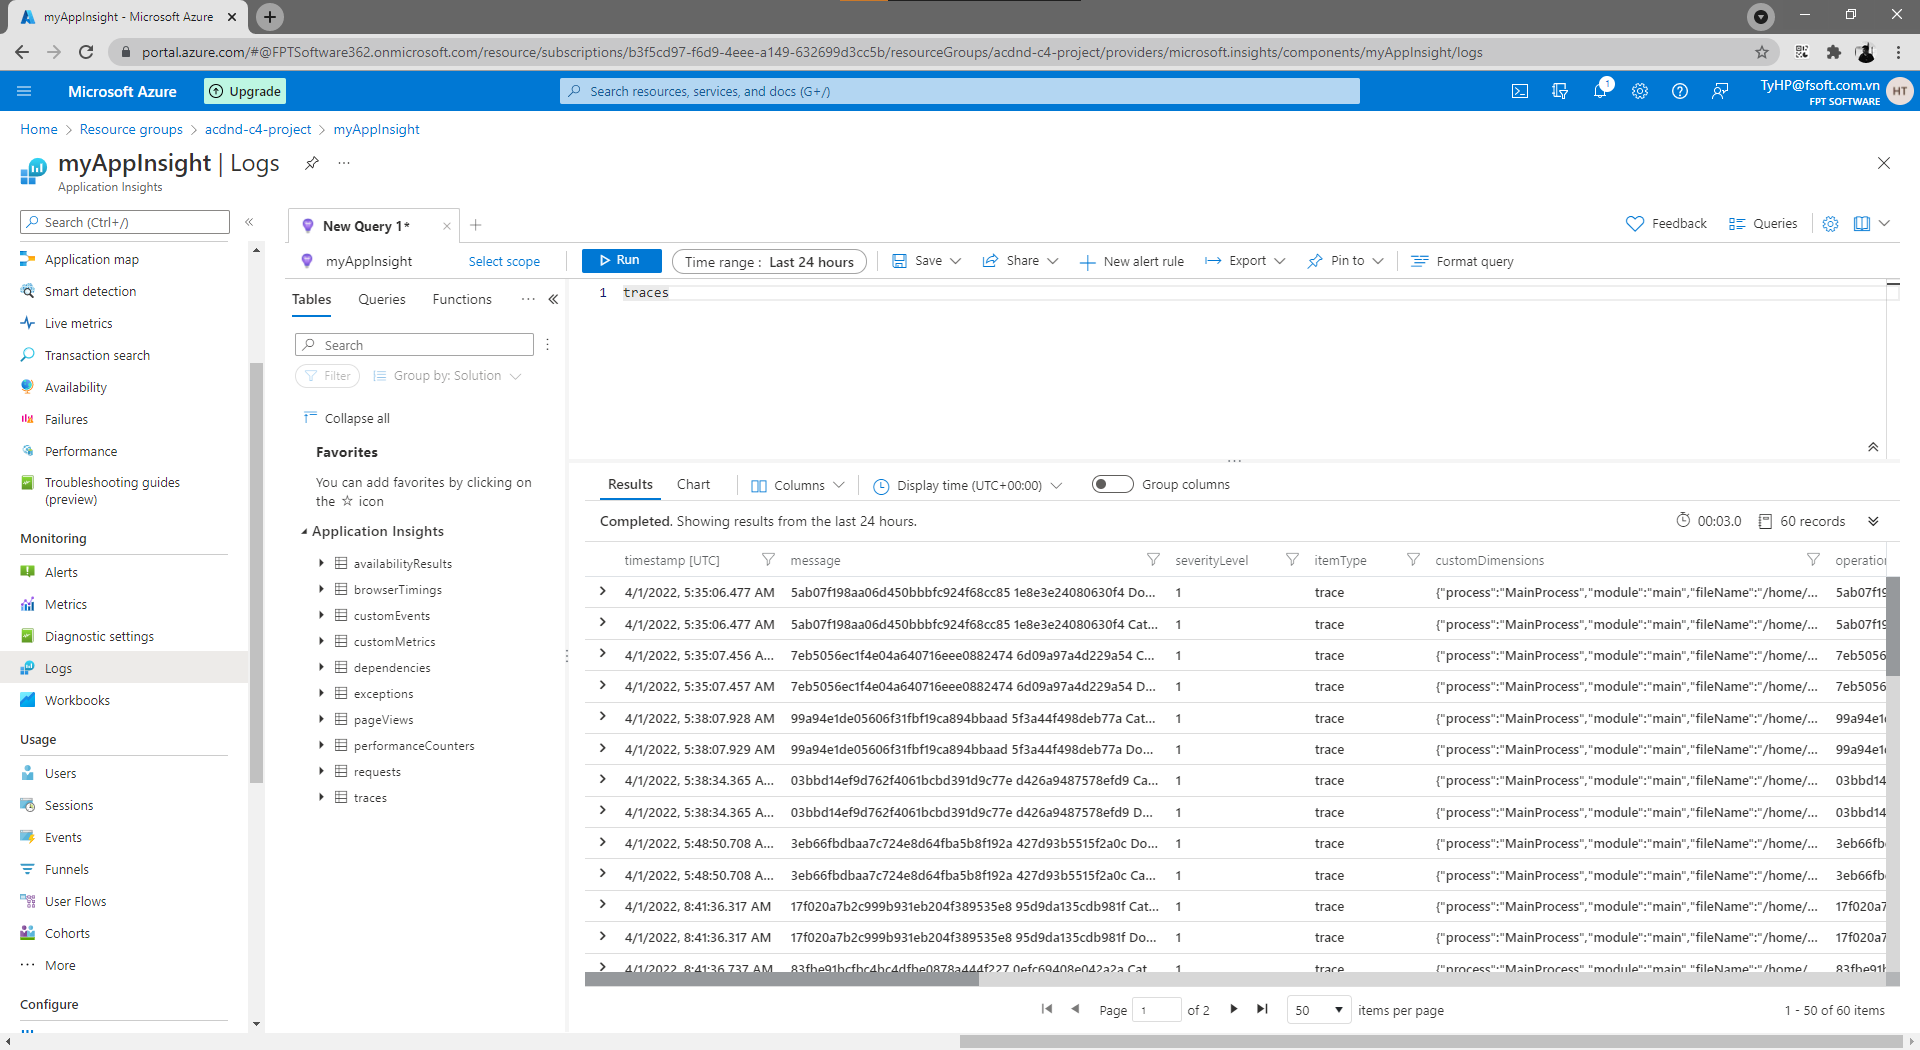 myAppInsight - Microsoft Azure
portal.azure.com/#@FPTSoftware362.onmicrosoft.com/resource/subscriptions/b3f5cd97-f6d9-4eee-a149-632699d3cc5b/resourceGroups/acdnd-c4-project/providers/microsoft.insights/components/myAppInsight/logs
Microsoft Azure
Upgrade
Search resources, services, and docs (G+/)
1
TyHP@fsoft.com.vn
FPT SOFTWARE
HT
Home > Resource groups > acdnd-c4-project > myAppInsight
myAppInsight | Logs
Application Insights
Search (Ctrl+/)
Application map
Smart detection
Live metrics
Transaction search
Availability
Failures
Performance
Troubleshooting guides
(preview)
Monitoring
Alerts
Metrics
Diagnostic settings
Logs
Workbooks
Usage
Users
Sessions
Events
Funnels
User Flows
Cohorts
More
Configure
New Query 1*
Feedback
Queries
myAppInsight
Select scope
Run
Time range : Last 24 hours
Save
Share
New alert rule
Export
Pin to
Format query
Tables
Queries
Functions
Search
Filter
Group by: Solution
Collapse all
Favorites
You can add favorites by clicking on
the ☆ icon
Application Insights
availabilityResults
browserTimings
customEvents
customMetrics
dependencies
exceptions
pageViews
performanceCounters
requests
traces
1 traces
Results
Chart
Columns
Display time (UTC+00:00)
Group columns
Completed. Showing results from the last 24 hours.
00:03.0
60 records
timestamp [UTC] message severityLevel itemType customDimensions operation
4/1/2022, 5:35:06.477 AM 5ab07f198aa06d450bbbfc924f68cc85 1e8e3e24080630f4 Do... 1 trace {"process":"MainProcess","module":"main","fileName":"/home/... 5ab07f19
4/1/2022, 5:35:06.477 AM 5ab07f198aa06d450bbbfc924f68cc85 1e8e3e24080630f4 Cat... 1 trace {"process":"MainProcess","module":"main","fileName":"/home/... 5ab07f19
4/1/2022, 5:35:07.456 A... 7eb5056ec1f4e04a640716eee0882474 6d09a97a4d229a54 C... 1 trace {"process":"MainProcess","module":"main","fileName":"/home/... 7eb5056
4/1/2022, 5:35:07.457 AM 7eb5056ec1f4e04a640716eee0882474 6d09a97a4d229a54 D... 1 trace {"process":"MainProcess","module":"main","fileName":"/home/... 7eb5056
4/1/2022, 5:38:07.928 AM 99a94e1de05606f31fbf19ca894bbaad 5f3a44f498deb77a Cat... 1 trace {"process":"MainProcess","module":"main","fileName":"/home/... 99a94e1
4/1/2022, 5:38:07.929 AM 99a94e1de05606f31fbf19ca894bbaad 5f3a44f498deb77a Do... 1 trace {"process":"MainProcess","module":"main","fileName":"/home/... 99a94e1
4/1/2022, 5:38:34.365 A... 03bbd14ef9d762f4061bcbd391d9c77e d426a9487578efd9 Ca... 1 trace {"process":"MainProcess","module":"main","fileName":"/home/... 03bbd14
4/1/2022, 5:38:34.365 A... 03bbd14ef9d762f4061bcbd391d9c77e d426a9487578efd9 D... 1 trace {"process":"MainProcess","module":"main","fileName":"/home/... 03bbd14
4/1/2022, 5:48:50.708 A... 3eb66fbdbaa7c724e8d64fba5b8f192a 427d93b5515f2a0c Do... 1 trace {"process":"MainProcess","module":"main","fileName":"/home/... 3eb66fb
4/1/2022, 5:48:50.708 A... 3eb66fbdbaa7c724e8d64fba5b8f192a 427d93b5515f2a0c Ca... 1 trace {"process":"MainProcess","module":"main","fileName":"/home/... 3eb66fb
4/1/2022, 8:41:36.317 AM 17f020a7b2c999b931eb204f389535e8 95d9da135cdb981f Cat... 1 trace {"process":"MainProcess","module":"main","fileName":"/home/... 17f020a7
4/1/2022, 8:41:36.317 AM 17f020a7b2c999b931eb204f389535e8 95d9da135cdb981f Do... 1 trace {"process":"MainProcess","module":"main","fileName":"/home/... 17f020a7
4/1/2022, 8:41:36.737 AM 83fbe91bcfbc4bc4dfbe0878a444f227 0efc69408e042a2a Cat... 1 trace {"process":"MainProcess","module":"main","fileName":"/home/... 83fbe91b
Page 1 of 2
50 items per page
1 - 50 of 60 items